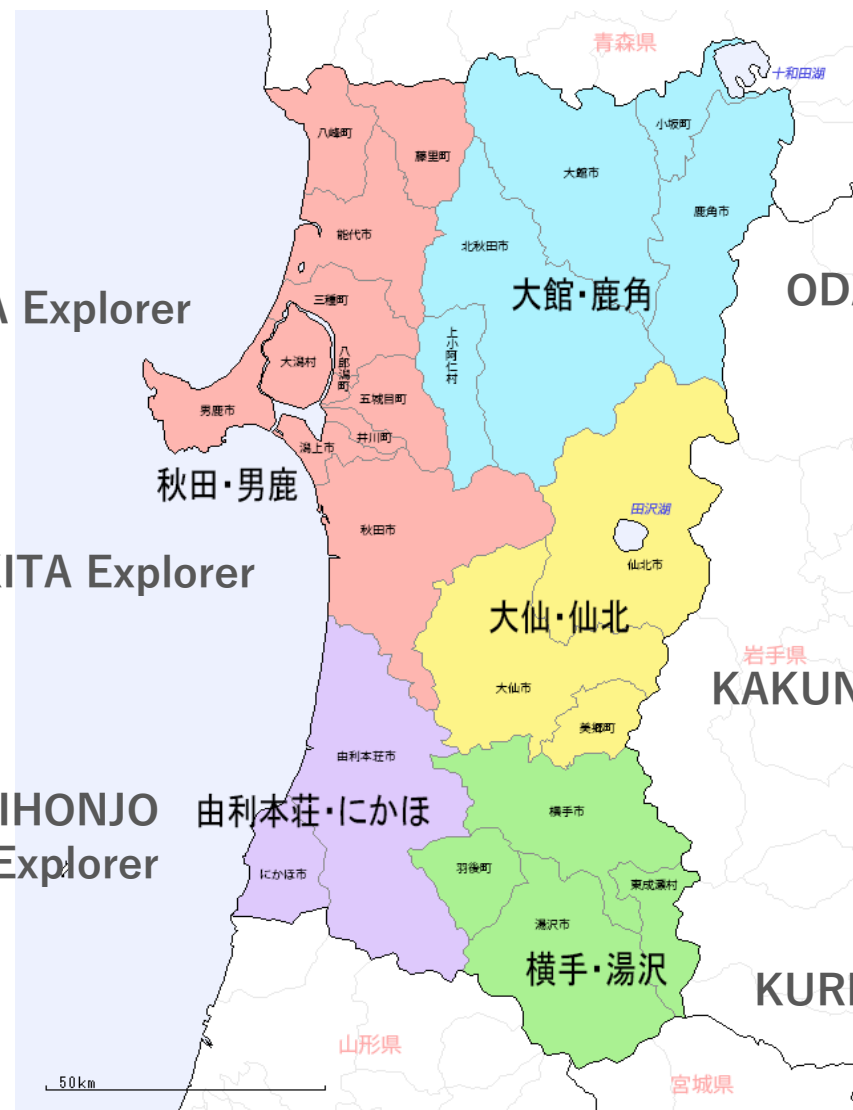 青森県
十和田湖
八峰町
小坂町
藤里町
大館市
鹿角市
能代市
北秋田市
大館・鹿角
ODA
三種町
A Explorer
上小阿仁村
八郎潟町
大潟村
五城目町
男鹿市
井川町
潟上市
秋田・男鹿
田沢湖
秋田市
仙北市
KITA Explorer
大仙・仙北
岩手県
大仙市
KAKUN
美郷町
由利本荘市
IHONJO
由利本荘・にかほ
横手市
Explorer
羽後町
にかほ市
東成瀬村
湯沢市
横手・湯沢
KURI
山形県
50km
宮城県